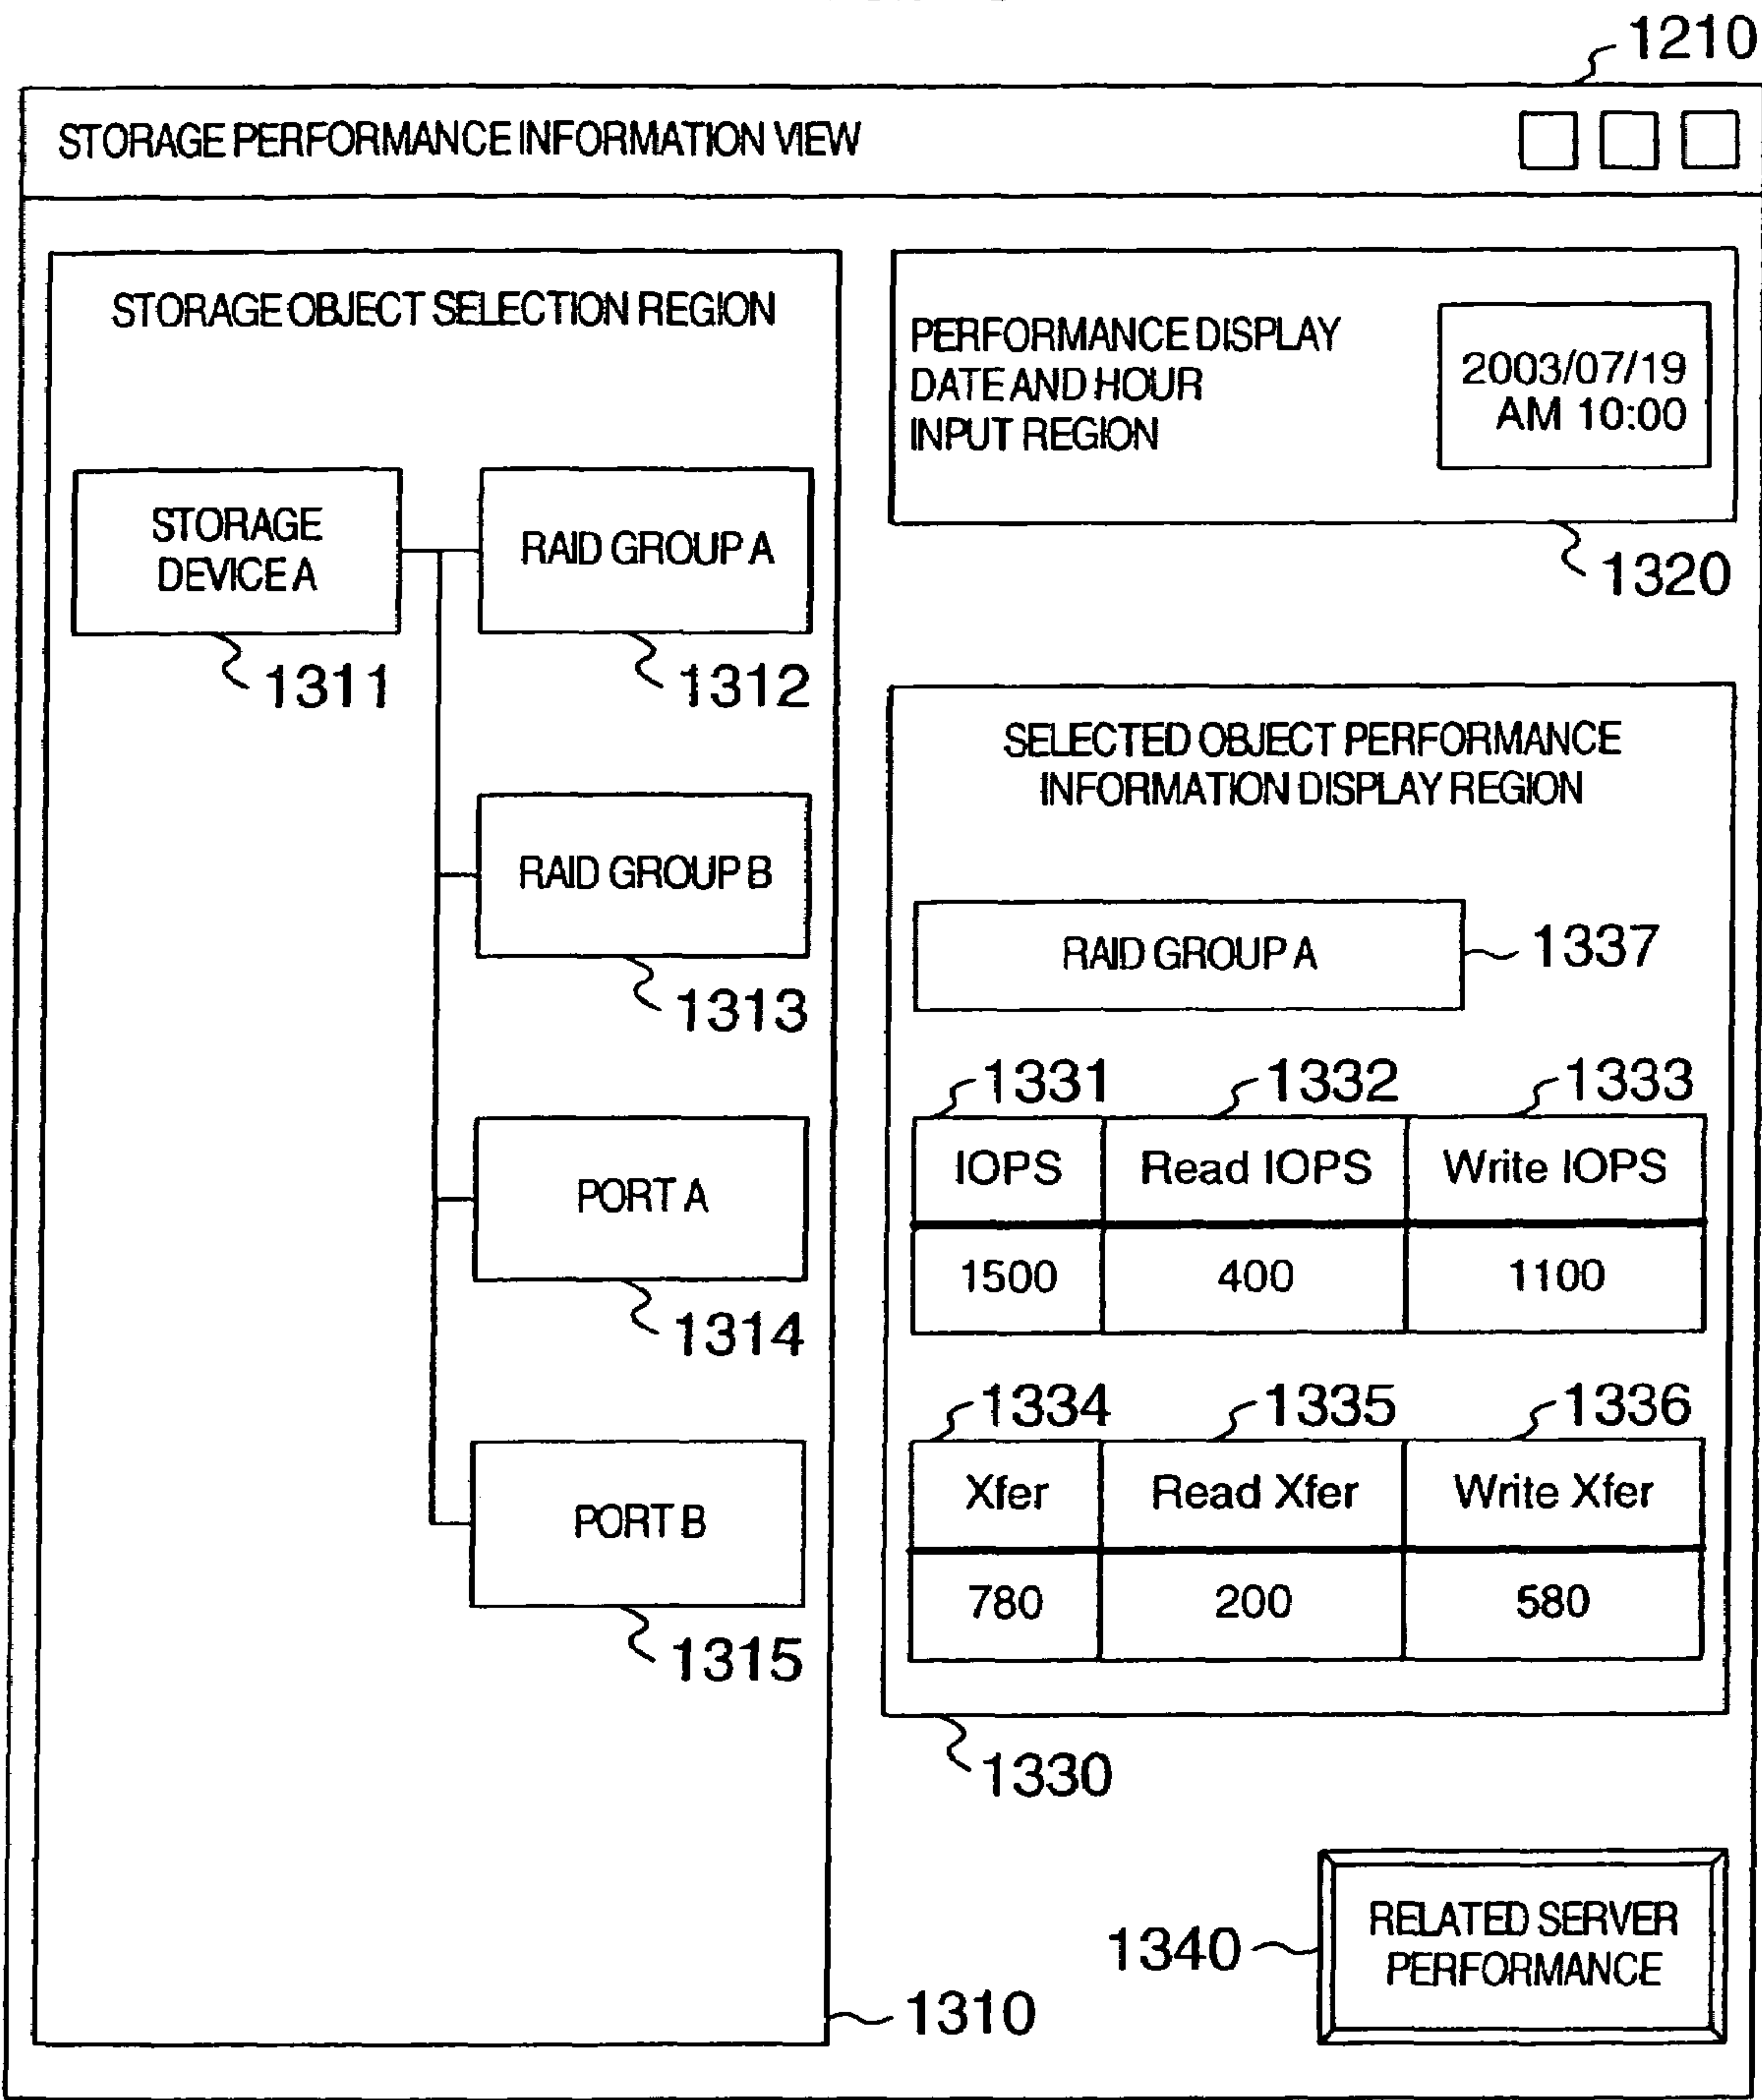 1210
STORAGE PERFORMANCE INFORMATION VIEW
STORAGE OBJECT SELECTION REGION
STORAGE
DEVICE A
1311
RAID GROUP A
1312
RAID GROUP B
1313
PORT A
1314
PORT B
1315
1310
PERFORMANCE DISPLAY
DATE AND HOUR
INPUT REGION
2003/07/19
AM 10:00
1320
SELECTED OBJECT PERFORMANCE
INFORMATION DISPLAY REGION
RAID GROUP A
1337
1331 1332 1333
IOPS Read IOPS Write IOPS
1500 400 1100
1334 1335 1336
Xfer Read Xfer Write Xfer
780 200 580
1330
1340
RELATED SERVER
PERFORMANCE